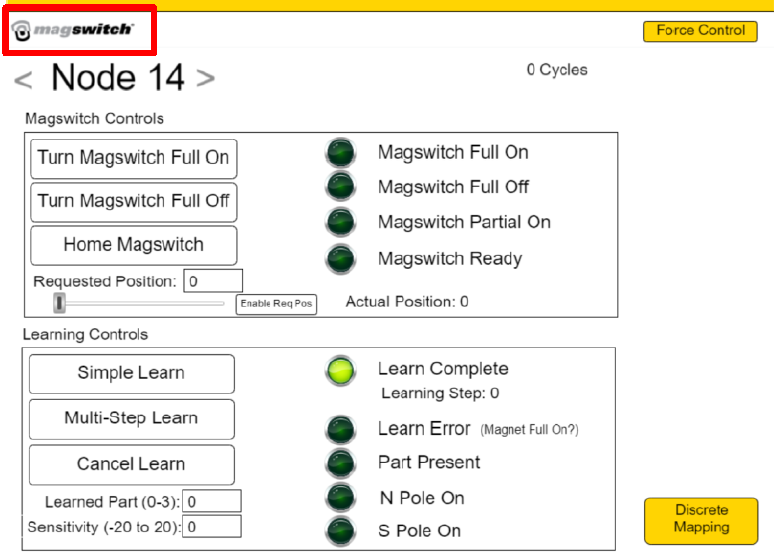 magswitch
Force Control
< Node 14 >
0 Cycles
Magswitch Controls
Turn Magswitch Full On
Magswitch Full On
Turn Magswitch Full Off
Magswitch Full Off
Magswitch Partial On
Home Magswitch
Magswitch Ready
Requested Position: 0
Enable Req Pos
Actual Position: 0
Learning Controls
Simple Learn
Learn Complete
Learning Step: 0
Multi-Step Learn
Learn Error (Magnet Full On?)
Cancel Learn
Part Present
Learned Part (0-3): 0
N Pole On
Sensitivity (-20 to 20): 0
S Pole On
Discrete
Mapping